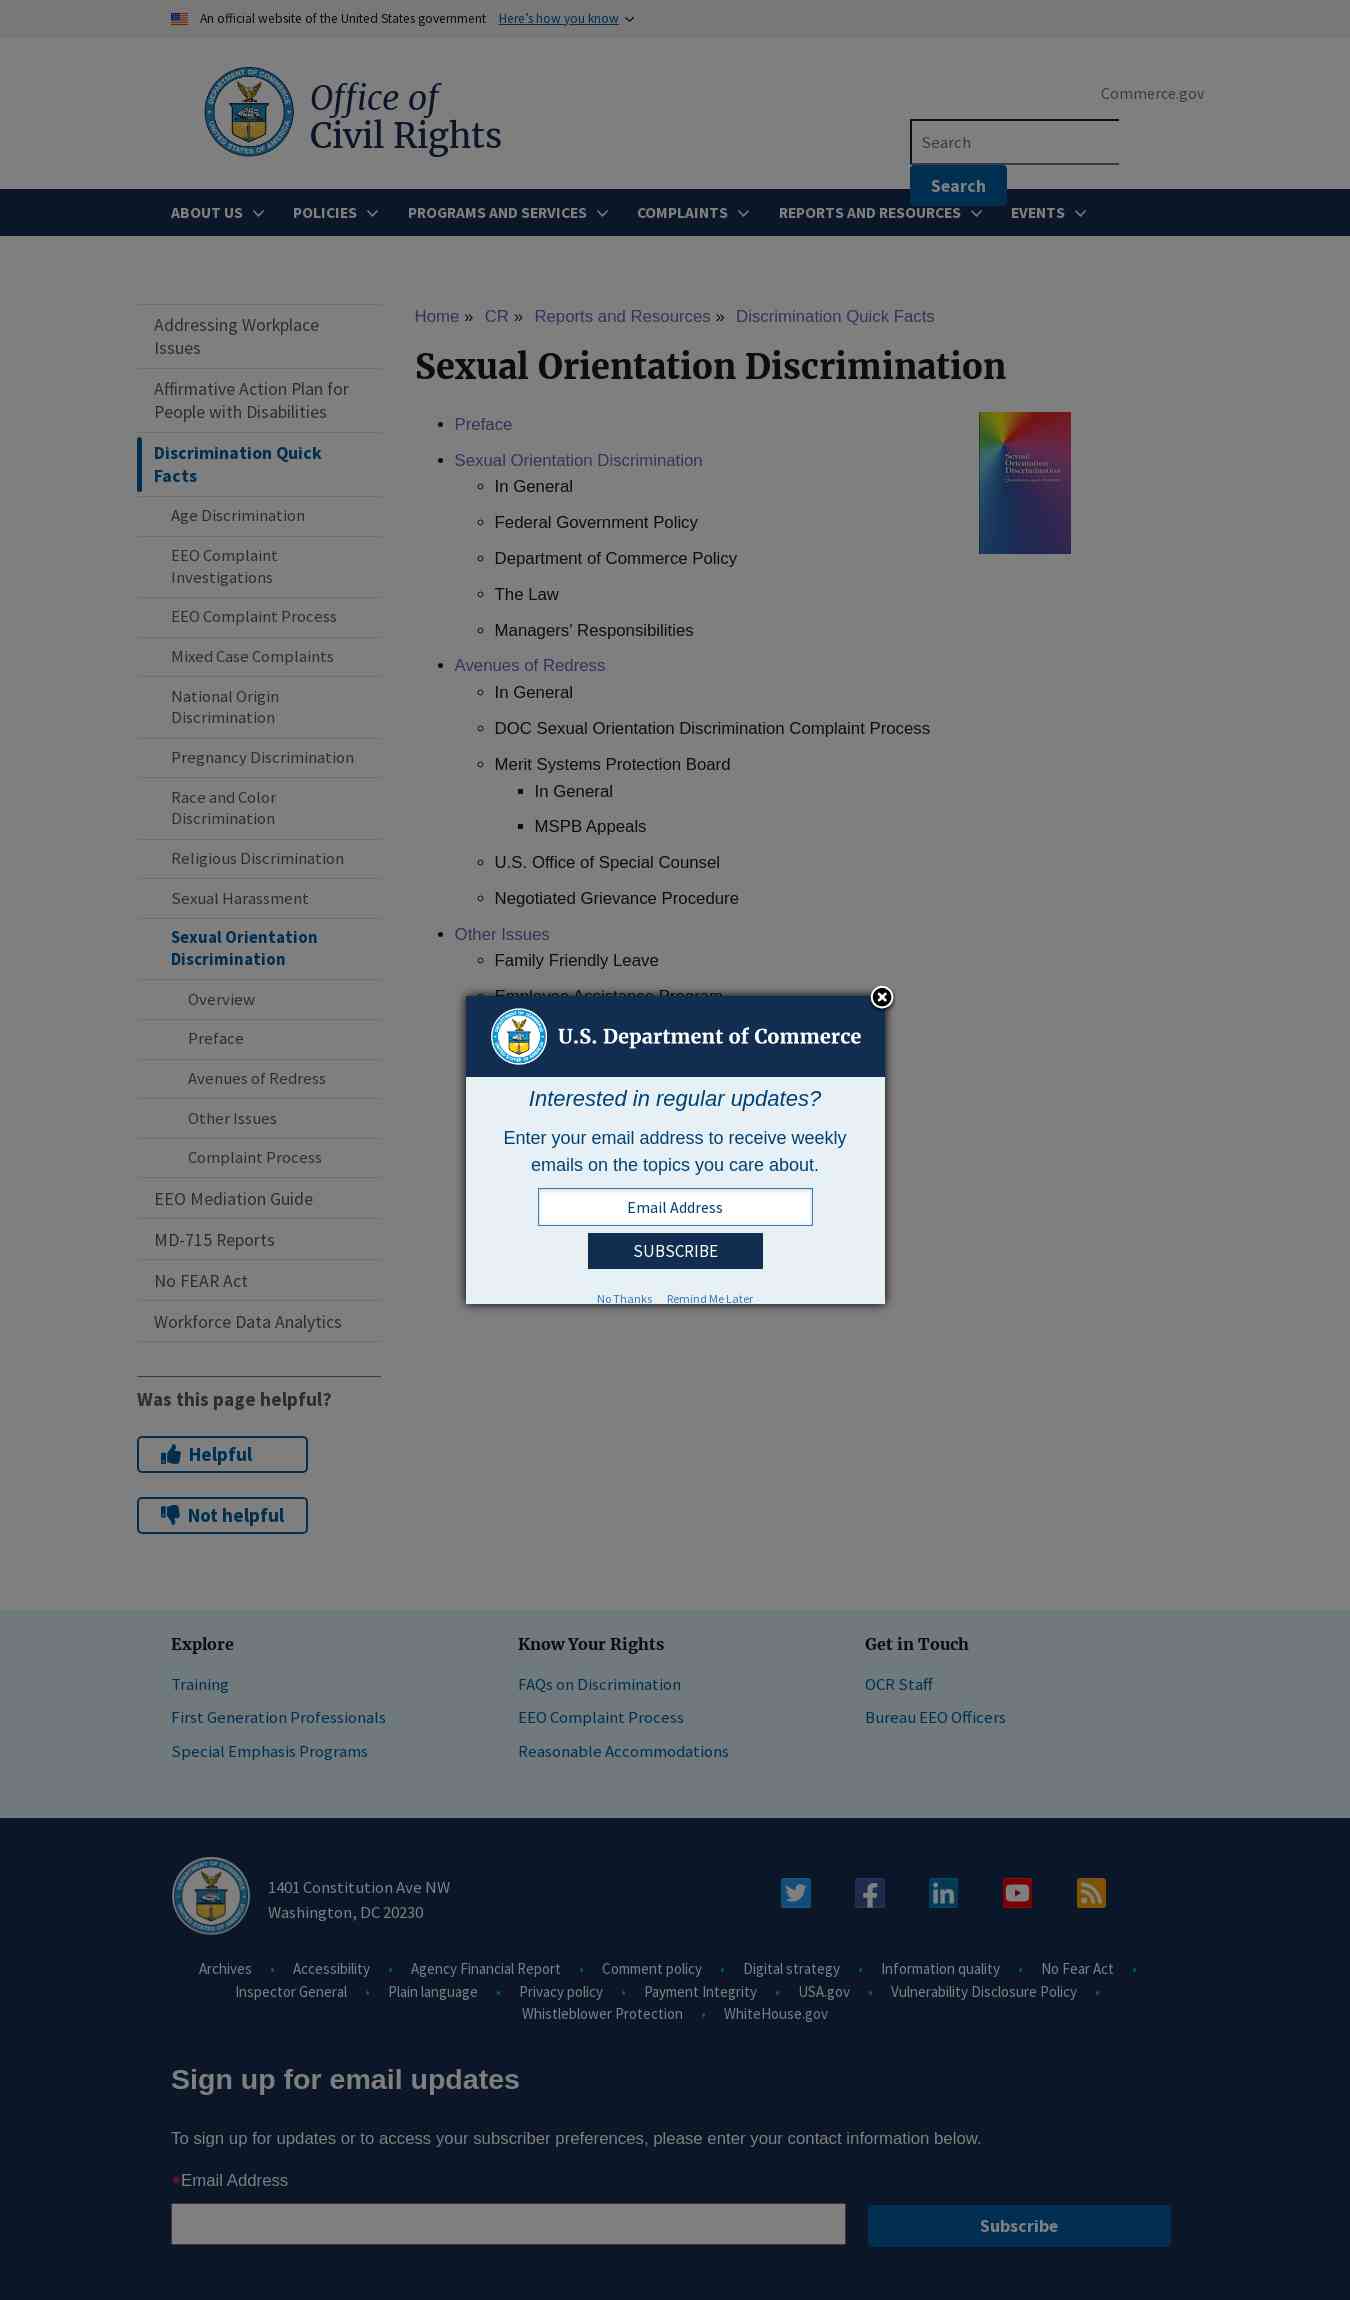 An official website of the United States government Here’s how you know
Office of
Civil Rights
Commerce.gov
Search
Search
ABOUT US POLICIES PROGRAMS AND SERVICES COMPLAINTS REPORTS AND RESOURCES EVENTS
Addressing Workplace
Issues
Affirmative Action Plan for
People with Disabilities
Discrimination Quick
Facts
Age Discrimination
EEO Complaint
Investigations
EEO Complaint Process
Mixed Case Complaints
National Origin
Discrimination
Pregnancy Discrimination
Race and Color
Discrimination
Religious Discrimination
Sexual Harassment
Sexual Orientation
Discrimination
Overview
Preface
Avenues of Redress
Other Issues
Complaint Process
EEO Mediation Guide
MD-715 Reports
No FEAR Act
Workforce Data Analytics
Was this page helpful?
Helpful
Not helpful
Home » CR » Reports and Resources » Discrimination Quick Facts
Sexual Orientation Discrimination
• Preface
• Sexual Orientation Discrimination
◦ In General
◦ Federal Government Policy
◦ Department of Commerce Policy
◦ The Law
◦ Managers’ Responsibilities
• Avenues of Redress
◦ In General
◦ DOC Sexual Orientation Discrimination Complaint Process
◦ Merit Systems Protection Board
▪ In General
▪ MSPB Appeals
◦ U.S. Office of Special Counsel
◦ Negotiated Grievance Procedure
• Other Issues
◦ Family Friendly Leave
◦ Employee Assistance Program
Sexual
Orientation
Discrimination
U.S. Department of Commerce
Interested in regular updates?
Enter your email address to receive weekly
emails on the topics you care about.
Email Address
SUBSCRIBE
No Thanks Remind Me Later
Explore
Training
First Generation Professionals
Special Emphasis Programs
Know Your Rights
FAQs on Discrimination
EEO Complaint Process
Reasonable Accommodations
Get in Touch
OCR Staff
Bureau EEO Officers
1401 Constitution Ave NW
Washington, DC 20230
Archives • Accessibility • Agency Financial Report • Comment policy • Digital strategy • Information quality • No Fear Act •
Inspector General • Plain language • Privacy policy • Payment Integrity • USA.gov • Vulnerability Disclosure Policy •
Whistleblower Protection • WhiteHouse.gov
Sign up for email updates
To sign up for updates or to access your subscriber preferences, please enter your contact information below.
*Email Address
Subscribe